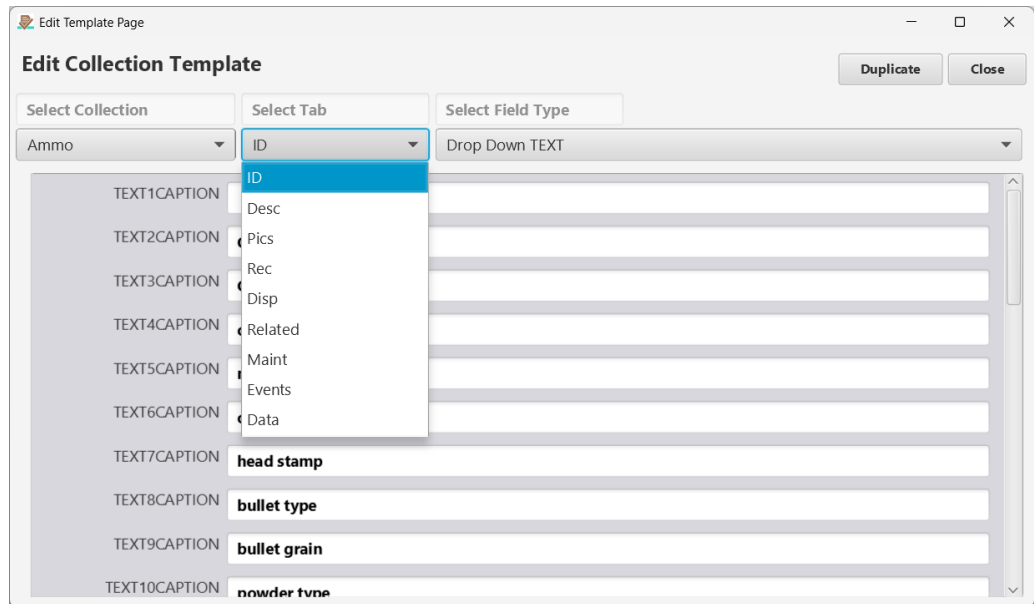 Edit Template Page
Edit Collection Template
Duplicate
Close
Select Collection
Select Tab
Select Field Type
Ammo
ID
Drop Down TEXT
ID
Desc
Pics
Rec
Disp
Related
Maint
Events
Data
TEXT1CAPTION
TEXT2CAPTION
TEXT3CAPTION
TEXT4CAPTION
TEXT5CAPTION
TEXT6CAPTION
TEXT7CAPTION head stamp
TEXT8CAPTION bullet type
TEXT9CAPTION bullet grain
TEXT10CAPTION powder type